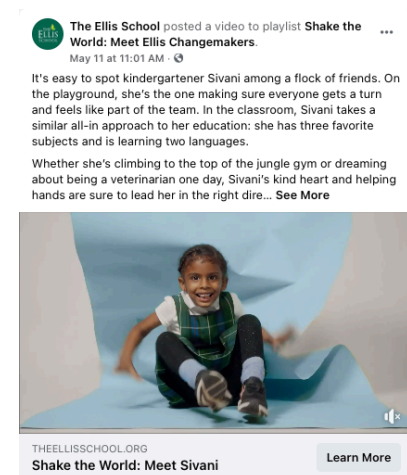 ELLIS
The Ellis School posted a video to playlist Shake the
World: Meet Ellis Changemakers.
May 11 at 11:01 AM ·
It's easy to spot kindergartener Sivani among a flock of friends. On
the playground, she's the one making sure everyone gets a turn
and feels like part of the team. In the classroom, Sivani takes a
similar all-in approach to her education: she has three favorite
subjects and is learning two languages.
Whether she's climbing to the top of the jungle gym or dreaming
about being a veterinarian one day, Sivani's kind heart and helping
hands are sure to lead her in the right dire... See More
THEELLISSCHOOL.ORG
Shake the World: Meet Sivani
Learn More